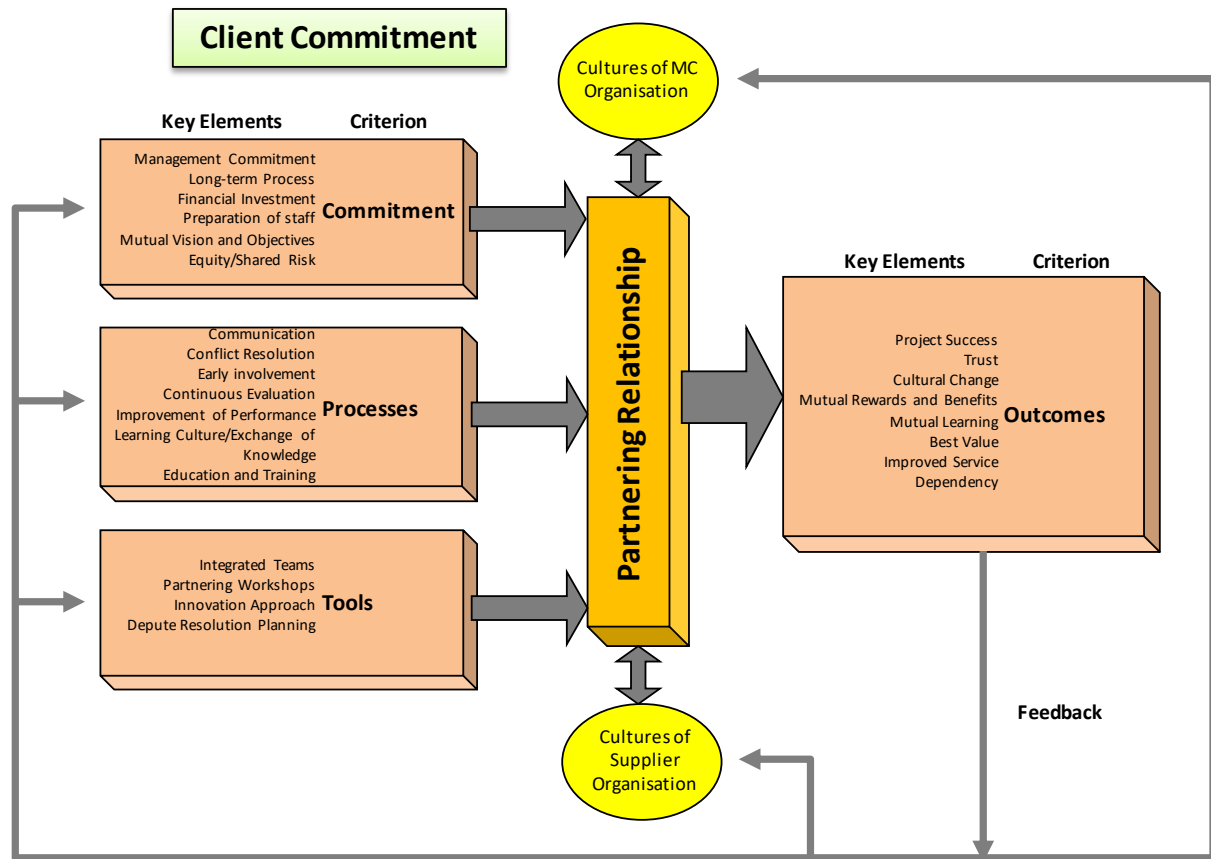 Client Commitment
Cultures of MC
Organisation
Key Elements Criterion
Management Commitment
Long-term Process
Financial Investment
Preparation of staff
Mutual Vision and Objectives
Equity/Shared Risk
Commitment
Communication
Conflict Resolution
Early involvement
Continuous Evaluation
Improvement of Performance
Learning Culture/Exchange of
Knowledge
Education and Training
Processes
Integrated Teams
Partnering Workshops
Innovation Approach
Depute Resolution Planning
Tools
Partnering Relationship
Key Elements Criterion
Project Success
Trust
Cultural Change
Mutual Rewards and Benefits
Mutual Learning
Best Value
Improved Service
Dependency
Outcomes
Cultures of
Supplier
Organisation
Feedback